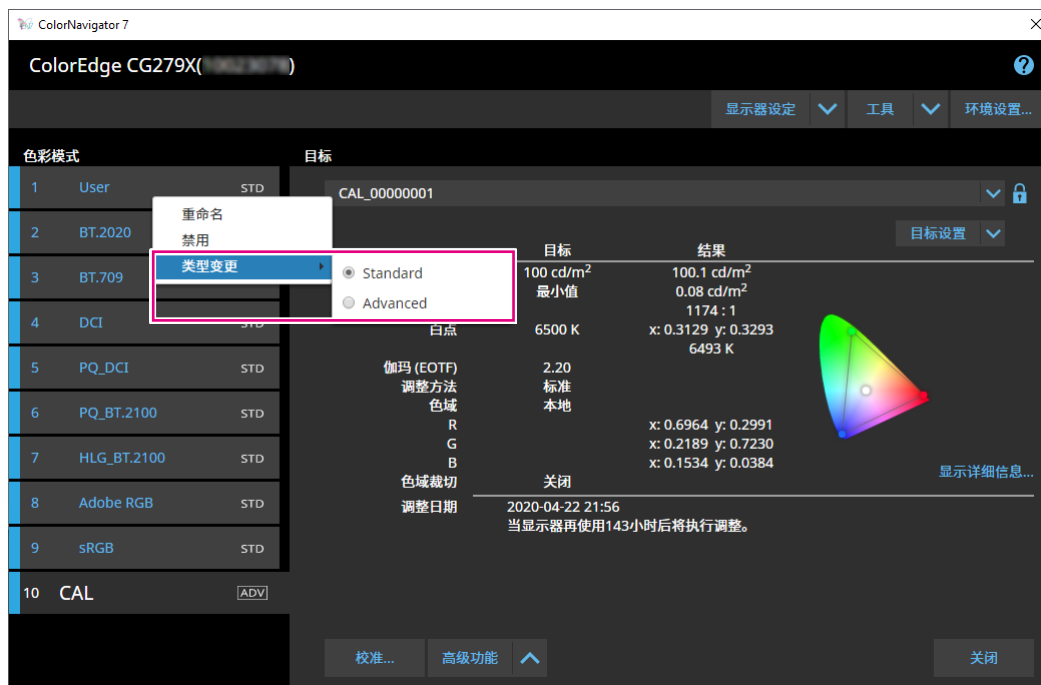 ColorNavigator 7
ColorEdge CG279X( )
显示器设定 工具 环境设置...
色彩模式
1 User STD
2 BT.2020
3 BT.709
4 DCI STD
5 PQ_DCI STD
6 PQ_BT.2100 STD
7 HLG_BT.2100 STD
8 Adobe RGB STD
9 sRGB STD
10 CAL ADV
重命名
禁用
类型变更
Standard
Advanced
目标
CAL_00000001
目标设置
目标 结果
100 cd/m2 100.1 cd/m2
最小值 0.08 cd/m2
1174 : 1
白点 6500 K x: 0.3129 y: 0.3293
6493 K
伽玛 (EOTF) 2.20
调整方法 标准
色域 本地
R x: 0.6964 y: 0.2991
G x: 0.2189 y: 0.7230
B x: 0.1534 y: 0.0384
色域裁切 关闭
显示详细信息...
调整日期 2020-04-22 21:56
当显示器再使用143小时后将执行调整。
校准... 高级功能 关闭